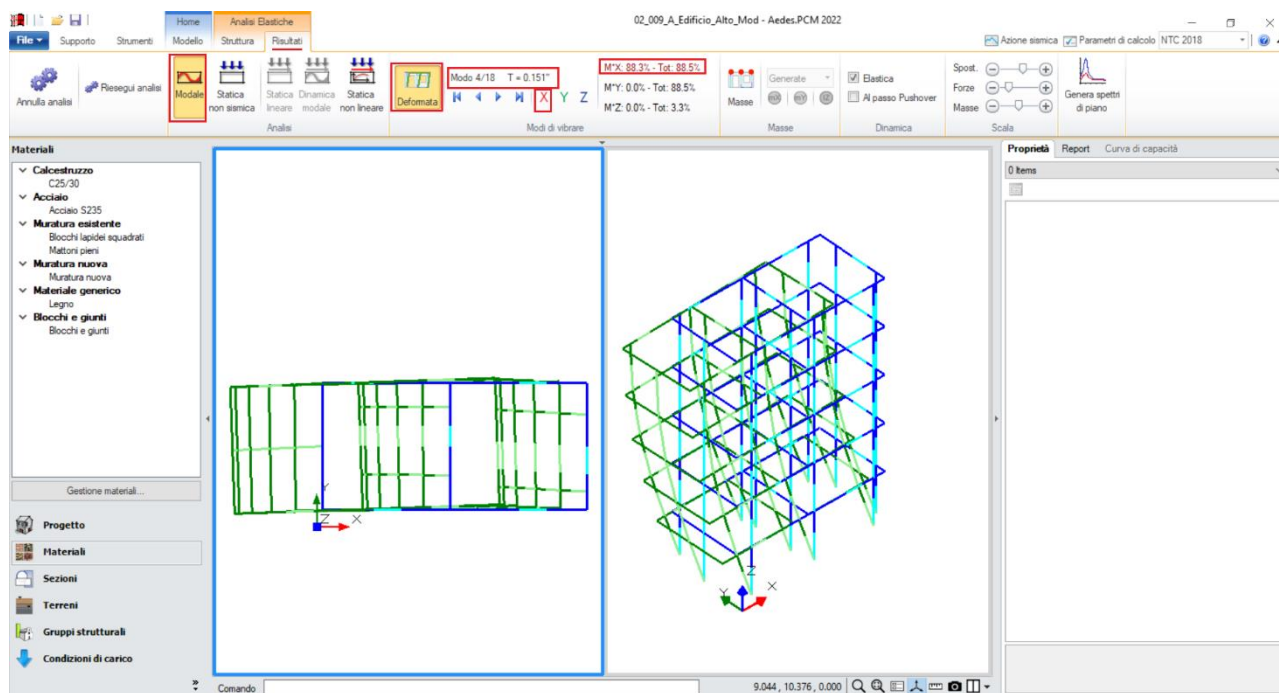 02_009_A_Edificio_Alto_Mod - Aedes.PCM 2022
Home
Analisi Elastiche
File
Supporto
Strumenti
Modello
Struttura
Risultati
Azione sismica
Parametri di calcolo
NTC 2018
Annulla analisi
Riesegui analisi
Modale
Statica non sismica
Statica lineare
Dinamica modale
Statica non lineare
Analisi
Deformata
Modo 4/18 T = 0.151"
X Y Z
M*X: 88.3% - Tot: 88.5%
M*Y: 0.0% - Tot: 88.5%
M*Z: 0.0% - Tot: 3.3%
Modi di vibrare
Masse
Generate
Masse
Elastica
Al passo Pushover
Dinamica
Spost.
Forze
Masse
Scala
Genera spettri
di piano
Materiali
Calcestruzzo
C25/30
Acciaio
Acciaio S235
Muratura esistente
Blocchi lapidei squadrati
Mattoni pieni
Muratura nuova
Muratura nuova
Materiale generico
Legno
Blocchi e giunti
Blocchi e giunti
Gestione materiali...
Progetto
Materiali
Sezioni
Terreni
Gruppi strutturali
Condizioni di carico
Y
Z
X
Z
Y
X
Proprietà
Report
Curva di capacità
0 Items
Comando
9.044 , 10.376 , 0.000